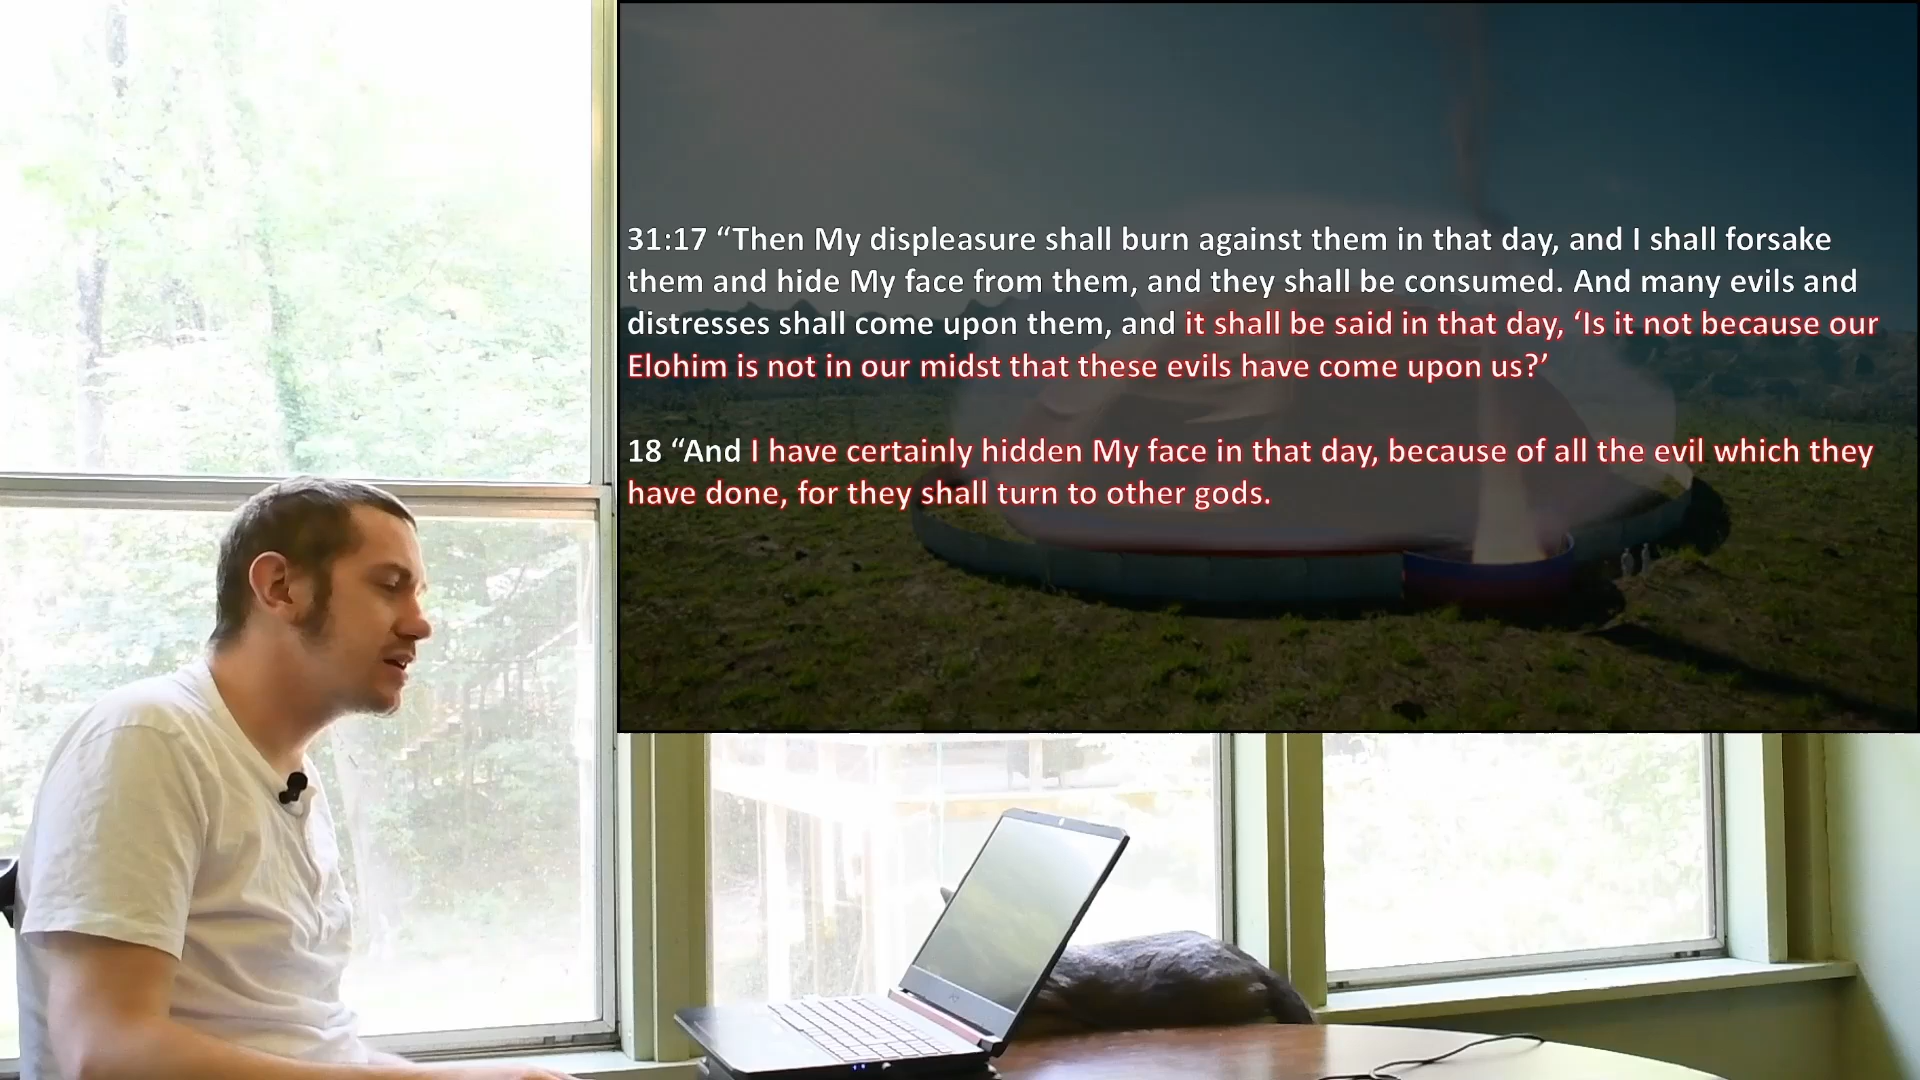 31:17 “Then My displeasure shall burn against them in that day, and I shall forsake
them and hide My face from them, and they shall be consumed. And many evils and
distresses shall come upon them, and it shall be said in that day, ‘Is it not because our
Elohim is not in our midst that these evils have come upon us?’
18 “And I have certainly hidden My face in that day, because of all the evil which they
have done, for they shall turn to other gods.